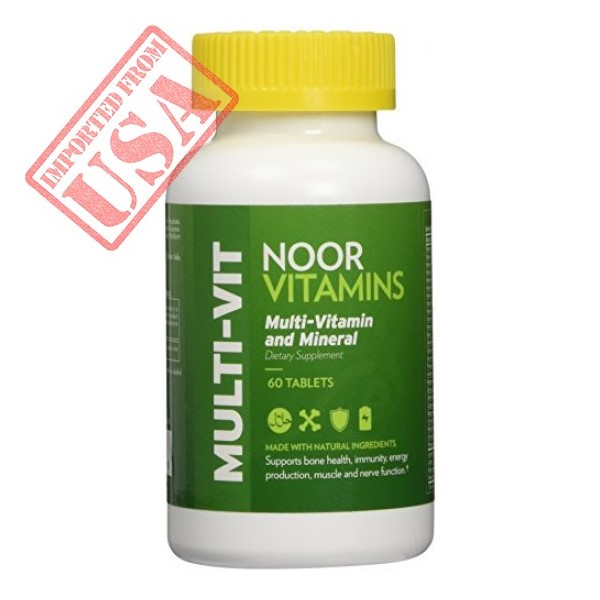 IMPORTED FROM
USA
MULTI-VIT
NOOR
VITAMINS
Multi-Vitamin
and Mineral
Dietary Supplement
60 TABLETS
حلال
MADE WITH NATURAL INGREDIENTS.
Supports bone health, immunity, energy
production, muscle and nerve function.†